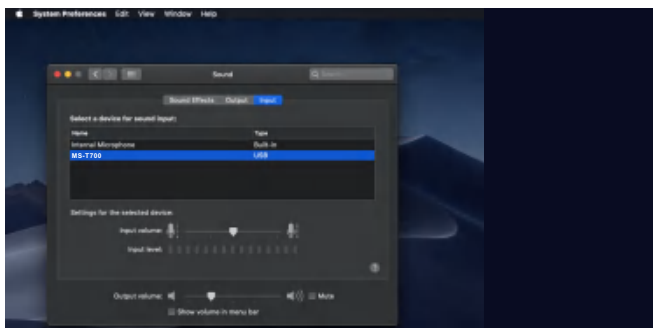 System Preferences Edit View Window Help
Sound
Search
Sound Effects Output Input
Select a device for sound input:
Name Type
Internal Microphone Built-in
MS-T700 USB
Settings for the selected device:
Input volume:
Input level:
?
Output volume: Mute
Show volume in menu bar